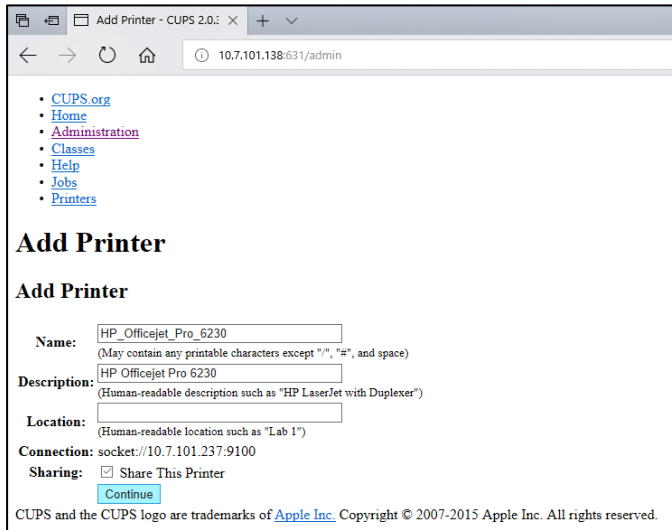 Add Printer - CUPS 2.0.:
10.7.101.138:631/admin
CUPS.org
Home
Administration
Classes
Help
Jobs
Printers
Add Printer
Add Printer
Name: HP_Officejet_Pro_6230
(May contain any printable characters except "/", "#", and space)
Description: HP Officejet Pro 6230
(Human-readable description such as "HP LaserJet with Duplexer")
Location:
(Human-readable location such as "Lab 1")
Connection: socket://10.7.101.237:9100
Sharing: Share This Printer
Continue
CUPS and the CUPS logo are trademarks of Apple Inc. Copyright © 2007-2015 Apple Inc. All rights reserved.